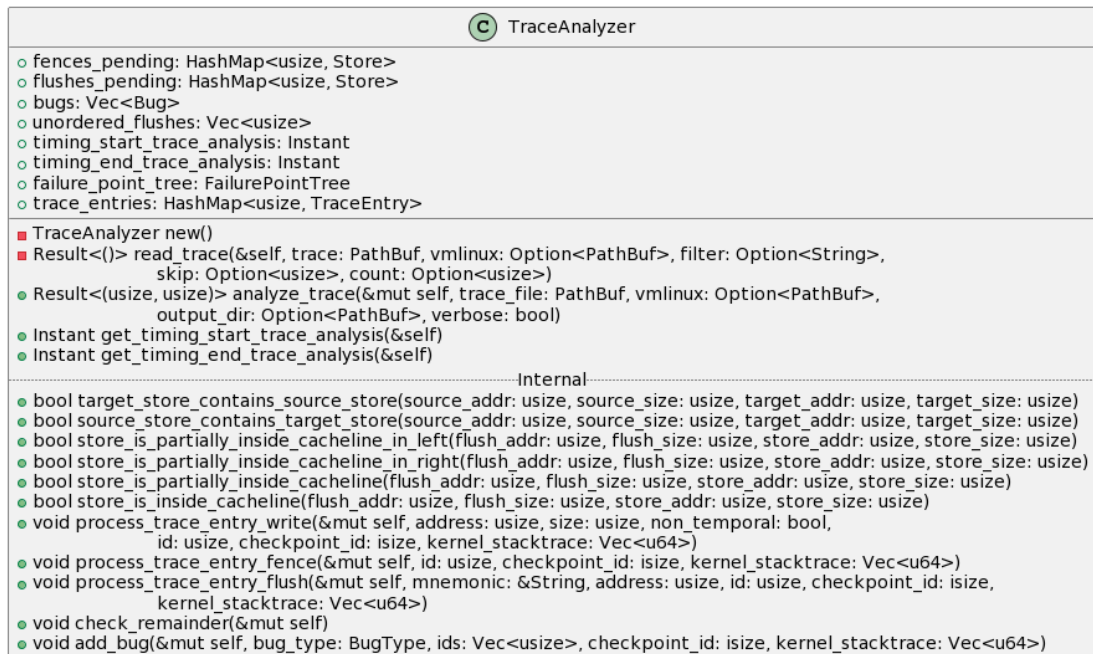 C TraceAnalyzer
fences_pending: HashMap<usize, Store>
flushes_pending: HashMap<usize, Store>
bugs: Vec<Bug>
unordered_flushes: Vec<usize>
timing_start_trace_analysis: Instant
timing_end_trace_analysis: Instant
failure_point_tree: FailurePointTree
trace_entries: HashMap<usize, TraceEntry>
TraceAnalyzer new()
Result<()> read_trace(&self, trace: PathBuf, vmlinux: Option<PathBuf>, filter: Option<String>,
skip: Option<usize>, count: Option<usize>)
Result<(usize, usize)> analyze_trace(&mut self, trace_file: PathBuf, vmlinux: Option<PathBuf>,
output_dir: Option<PathBuf>, verbose: bool)
Instant get_timing_start_trace_analysis(&self)
Instant get_timing_end_trace_analysis(&self)
Internal
bool target_store_contains_source_store(source_addr: usize, source_size: usize, target_addr: usize, target_size: usize)
bool source_store_contains_target_store(source_addr: usize, source_size: usize, target_addr: usize, target_size: usize)
bool store_is_partially_inside_cacheline_in_left(flush_addr: usize, flush_size: usize, store_addr: usize, store_size: usize)
bool store_is_partially_inside_cacheline_in_right(flush_addr: usize, flush_size: usize, store_addr: usize, store_size: usize)
bool store_is_partially_inside_cacheline(flush_addr: usize, flush_size: usize, store_addr: usize, store_size: usize)
bool store_is_inside_cacheline(flush_addr: usize, flush_size: usize, store_addr: usize, store_size: usize)
void process_trace_entry_write(&mut self, address: usize, size: usize, non_temporal: bool,
id: usize, checkpoint_id: isize, kernel_stacktrace: Vec<u64>)
void process_trace_entry_fence(&mut self, id: usize, checkpoint_id: isize, kernel_stacktrace: Vec<u64>)
void process_trace_entry_flush(&mut self, mnemonic: &String, address: usize, id: usize, checkpoint_id: isize,
kernel_stacktrace: Vec<u64>)
void check_remainder(&mut self)
void add_bug(&mut self, bug_type: BugType, ids: Vec<usize>, checkpoint_id: isize, kernel_stacktrace: Vec<u64>)